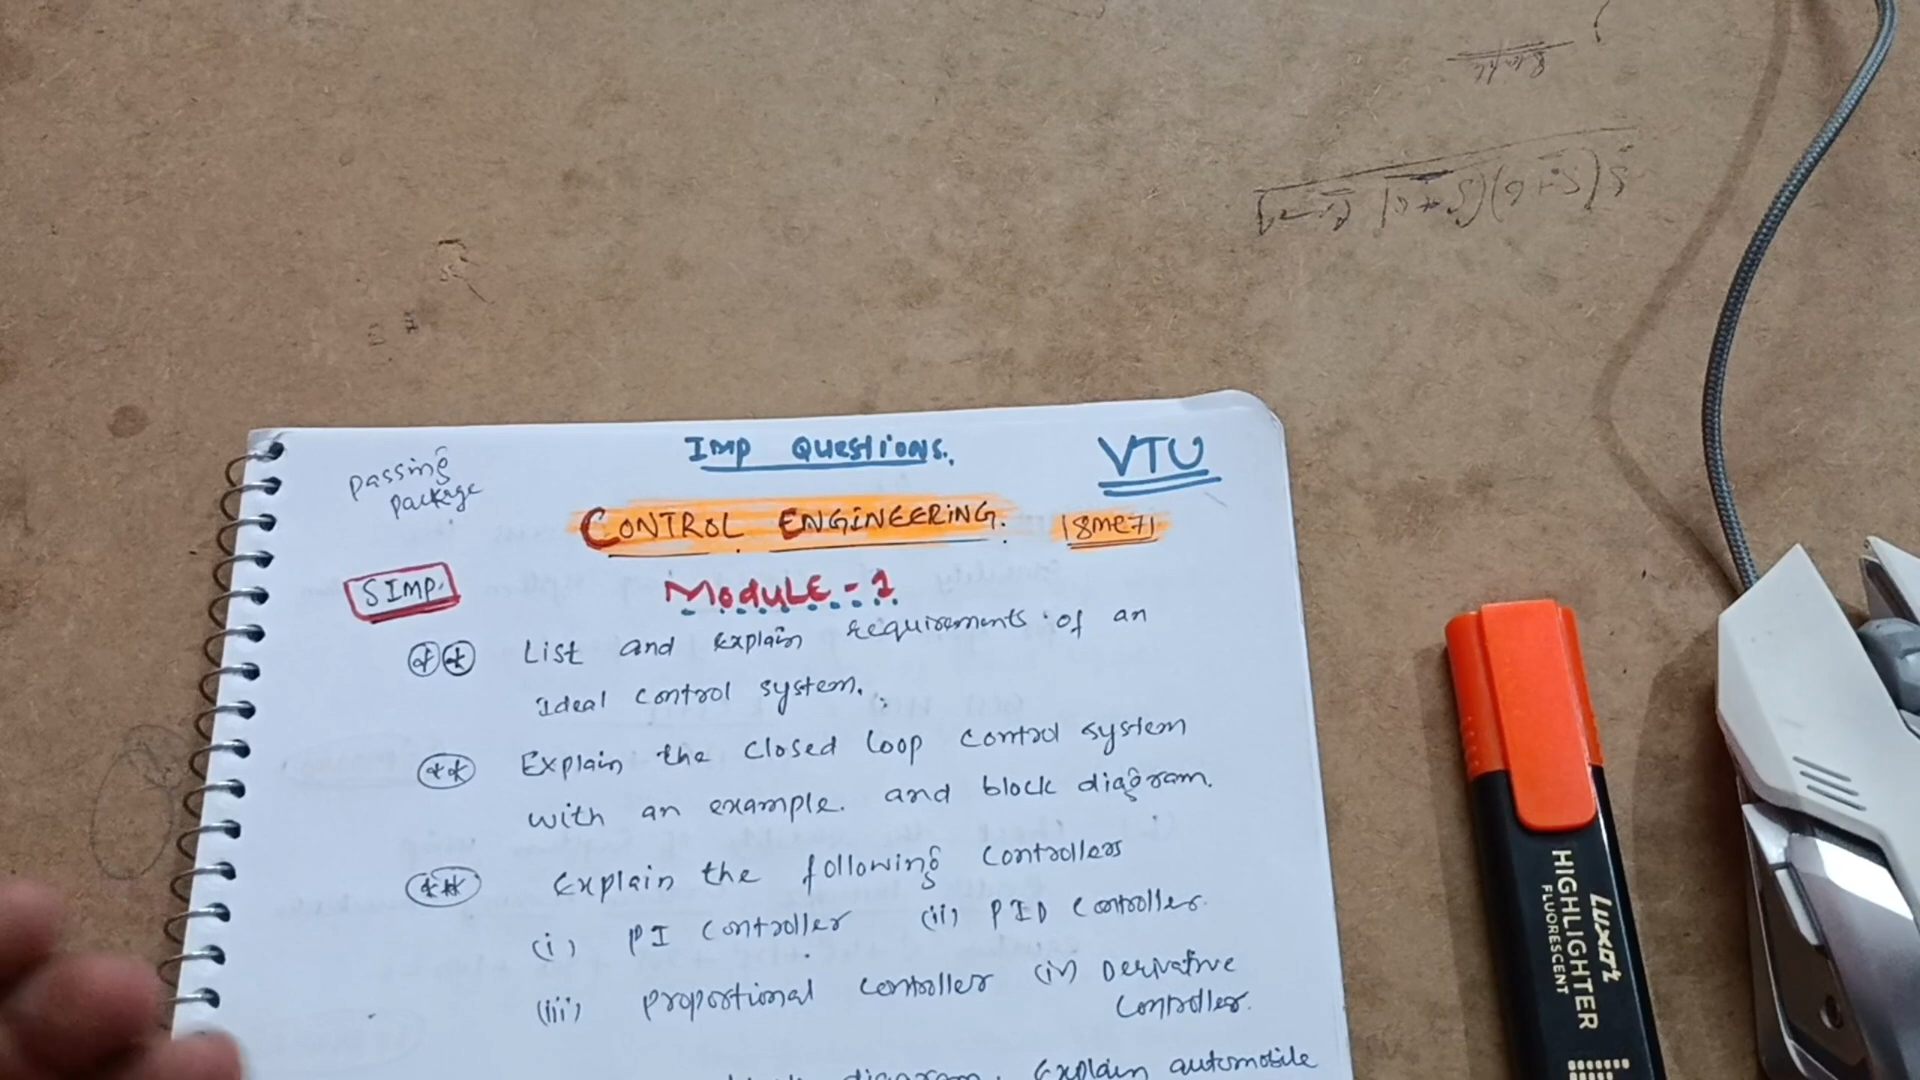 Passing
package
Imp Questions.
VTU
CONTROL ENGINEERING.
18ME71
SImp.
Module-1
List and explain requirements of an
Ideal control system.
Explain the closed loop control system
with an example. and block diagram.
Explain the following controllers
(i) PI controller (ii) PID controller.
(iii) proportional controller (iv) Derivative
controller.
diagram. Explain automobile
Luxor
HIGHLIGHTER
FLUORESCENT